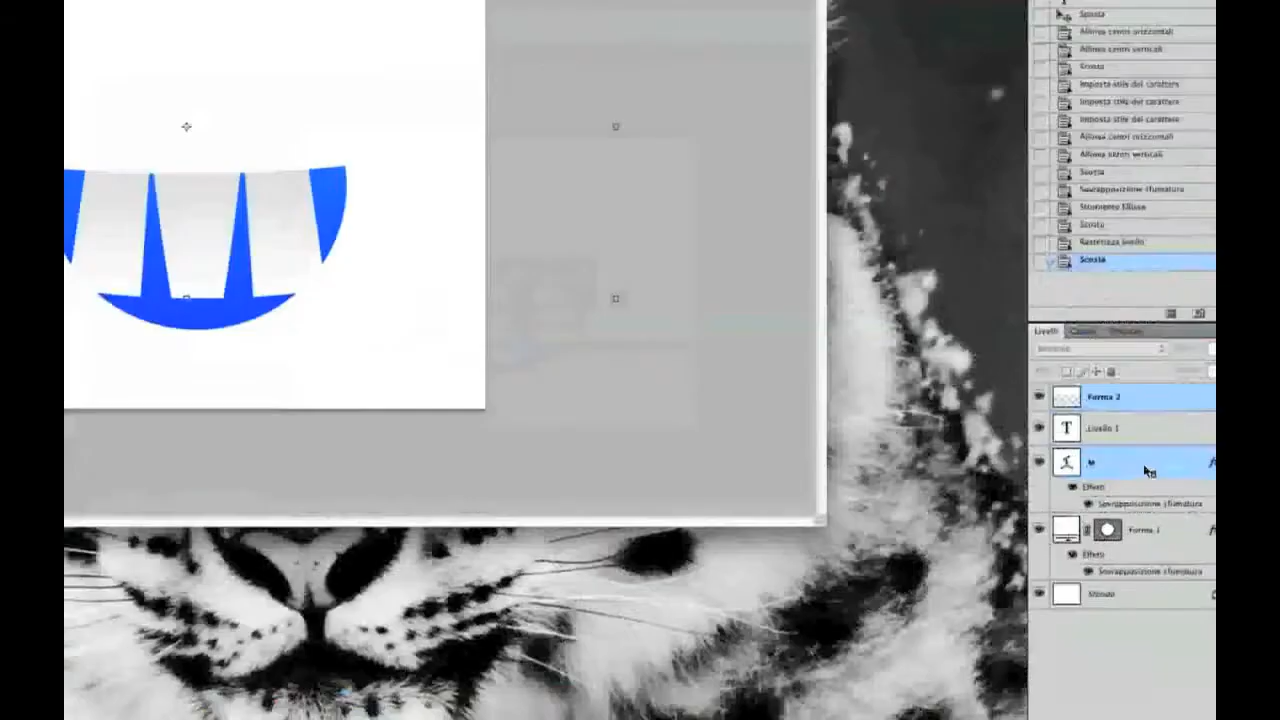 Sposta
Allinea centri orizzontali
Allinea centri verticali
Sposta
Imposta stile del carattere
Imposta stile del carattere
Imposta stile del carattere
Allinea centri orizzontali
Allinea centri verticali
Sposta
Sovrapposizione sfumatura
Strumento Ellisse
Sposta
Rasterizza livello
Sposta
Livelli
Forma 2
T Livello 1
Effetti
Sovrapposizione sfumatura
Forma 1
Effetti
Sovrapposizione sfumatura
Sfondo